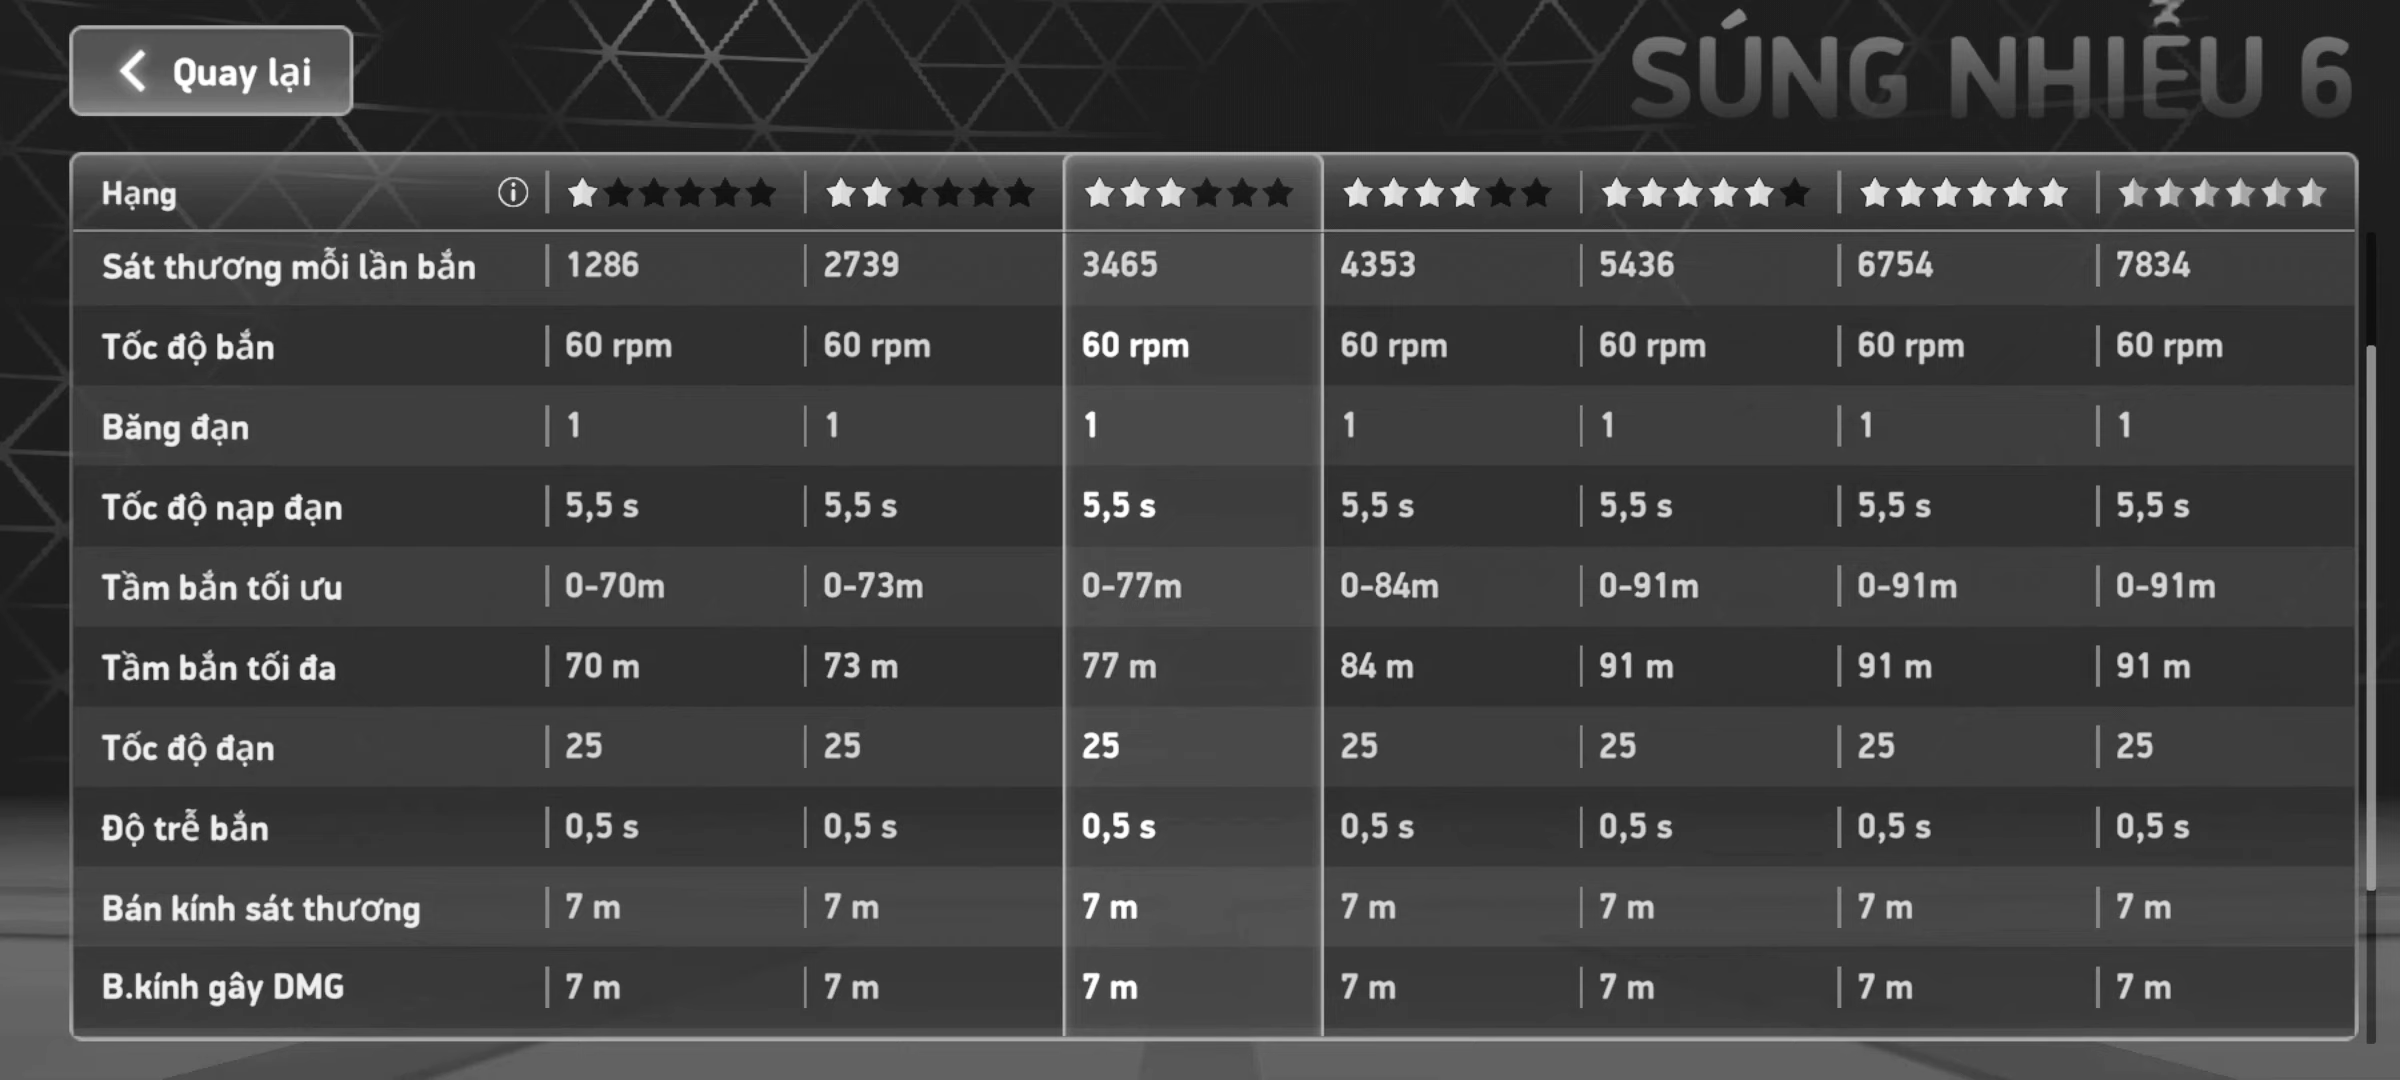 Quay lại
SÚNG NHIỄU 6
Hạng
Sát thương mỗi lần bắn 1286 2739 3465 4353 5436 6754 7834
Tốc độ bắn 60 rpm 60 rpm 60 rpm 60 rpm 60 rpm 60 rpm 60 rpm
Băng đạn 1 1 1 1 1 1 1
Tốc độ nạp đạn 5,5 s 5,5 s 5,5 s 5,5 s 5,5 s 5,5 s 5,5 s
Tầm bắn tối ưu 0-70m 0-73m 0-77m 0-84m 0-91m 0-91m 0-91m
Tầm bắn tối đa 70 m 73 m 77 m 84 m 91 m 91 m 91 m
Tốc độ đạn 25 25 25 25 25 25 25
Độ trễ bắn 0,5 s 0,5 s 0,5 s 0,5 s 0,5 s 0,5 s 0,5 s
Bán kính sát thương 7 m 7 m 7 m 7 m 7 m 7 m 7 m
B.kính gây DMG 7 m 7 m 7 m 7 m 7 m 7 m 7 m